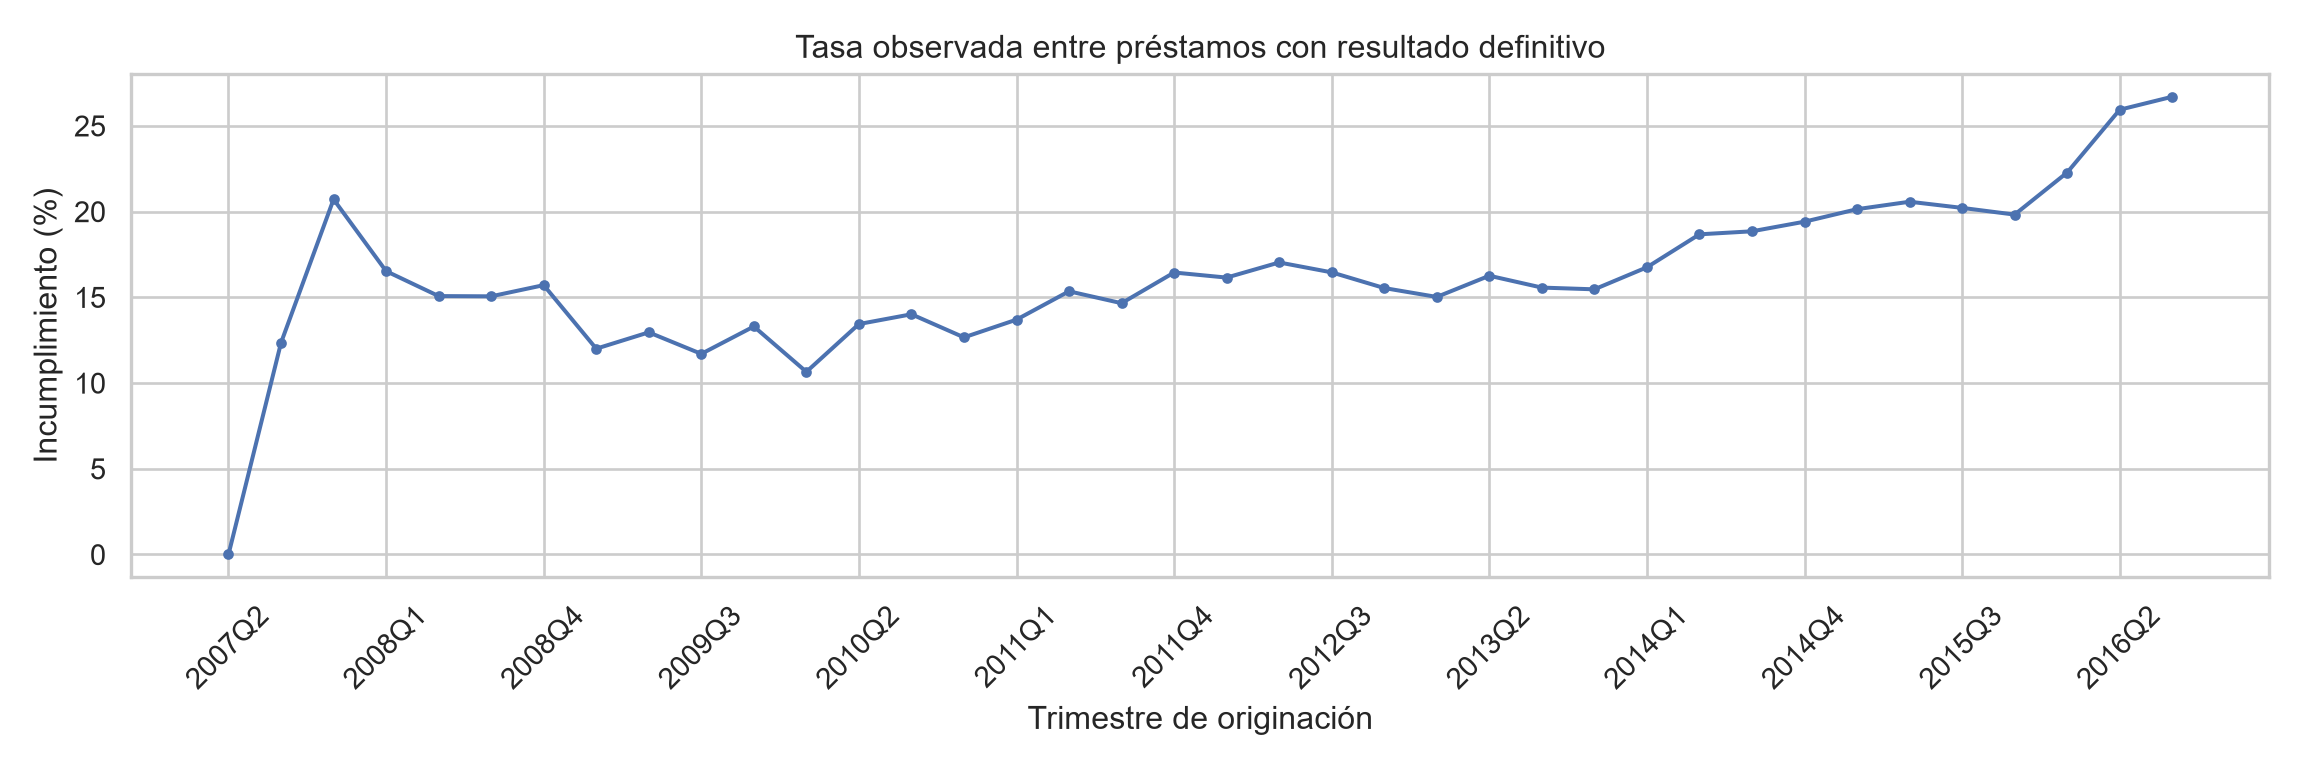 Tasa observada entre préstamos con resultado definitivo
Incumplimiento (%)
25
20
15
10
5
0
2007Q2
2008Q1
2008Q4
2009Q3
2010Q2
2011Q1
2011Q4
2012Q3
2013Q2
2014Q1
2014Q4
2015Q3
2016Q2
Trimestre de originación